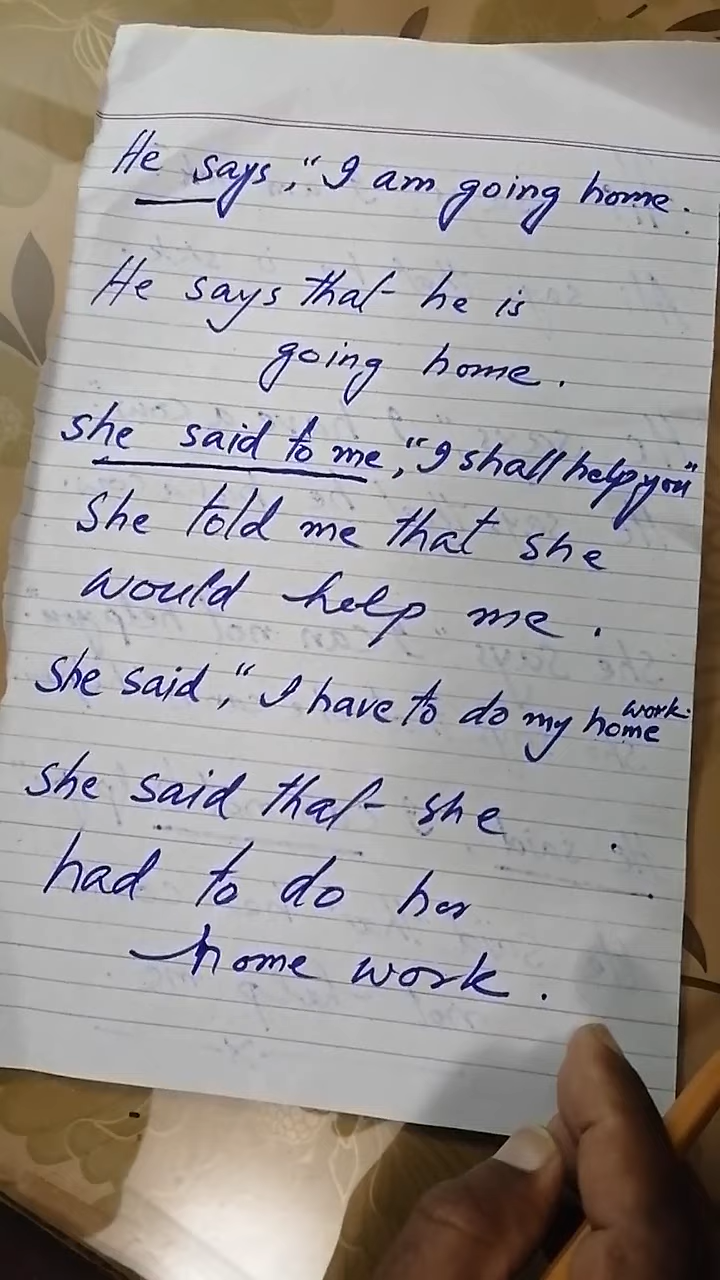 He says, "I am going home.
He says that he is
going home.
She said to me, "I shall help you"
She told me that she
would help me.
She said, "I have to do my home work.
She said that she
had to do her
home work.